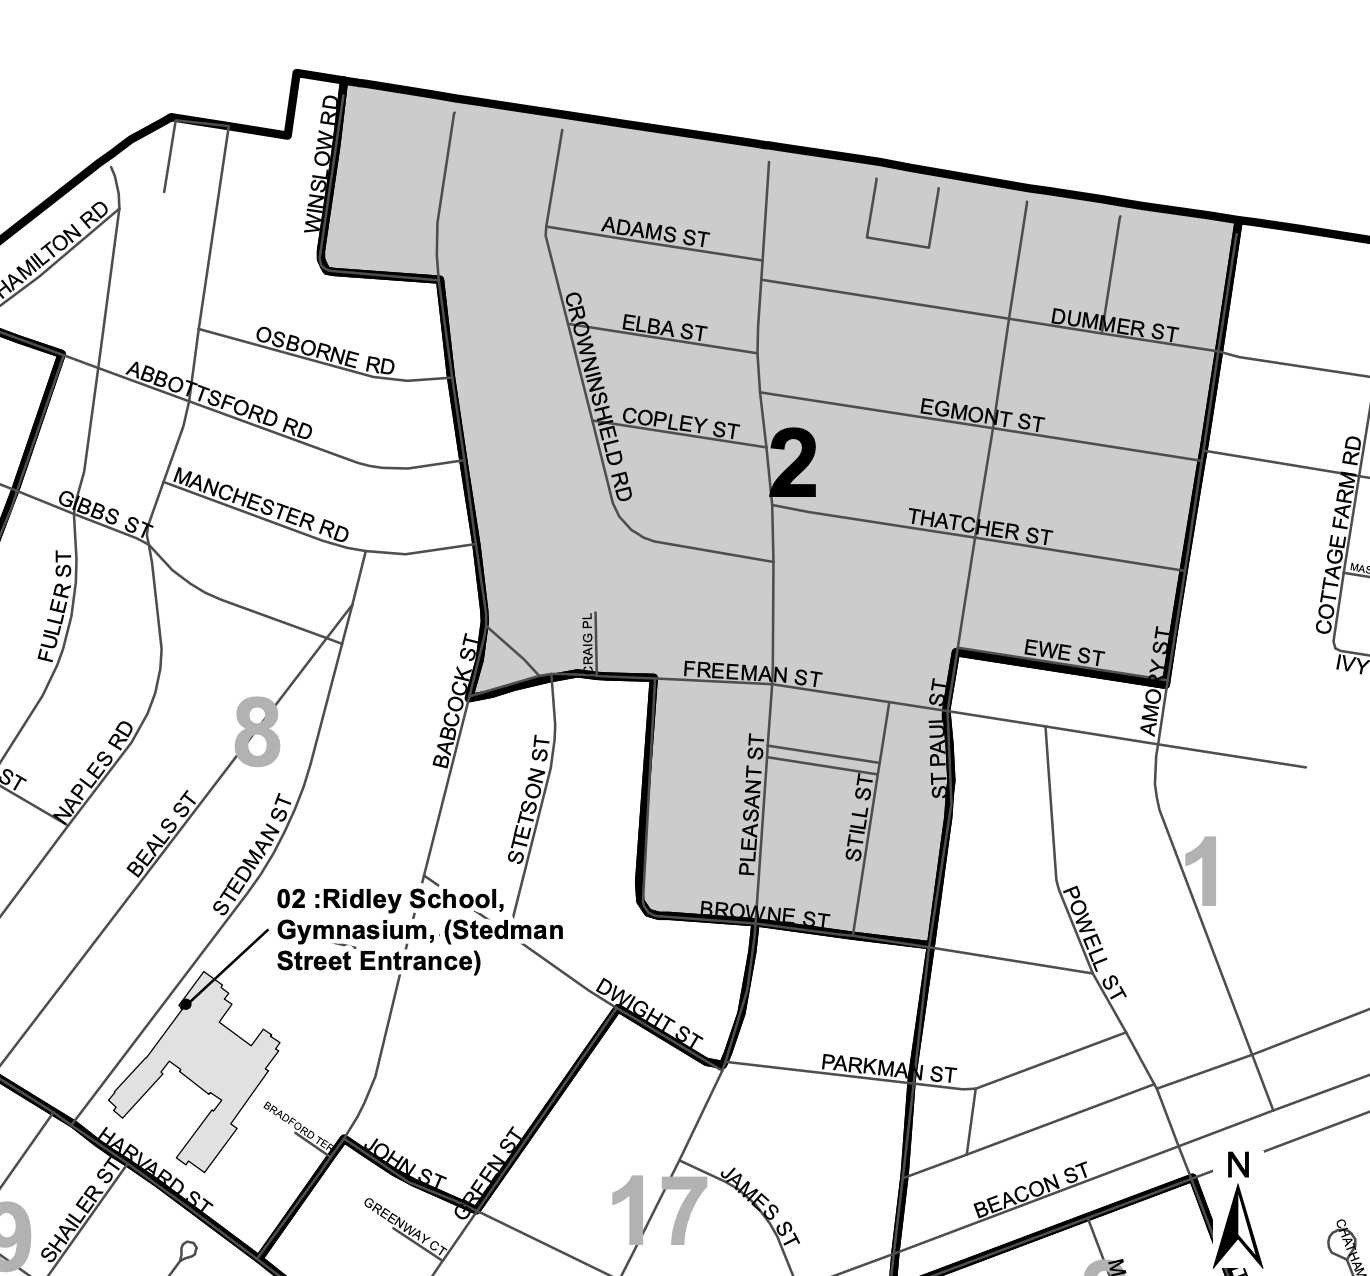 WINSLOW RD
HAMILTON RD
ADAMS ST
CROWNINSHIELD RD
ELBA ST
DUMMER ST
OSBORNE RD
ABBOTTSFORD RD
COPLEY ST
EGMONT ST
2
COTTAGE FARM RD
MANCHESTER RD
GIBBS ST
THATCHER ST
FULLER ST
MAS
CRAIG PL
EWE ST
AMORY ST
IVY
BABCOCK ST
FREEMAN ST
ST PAUL ST
8
NAPLES RD
ST
STETSON ST
PLEASANT ST
STILL ST
BEALS ST
STEDMAN ST
1
02 :Ridley School,
Gymnasium, (Stedman
Street Entrance)
BROWNE ST
POWELL ST
DWIGHT ST
PARKMAN ST
BRADFORD TER
HARVARD ST
JOHN ST
GREEN ST
SHAILER ST
GREENWAY CT
17
JAMES ST
BEACON ST
N
9
CHATHAM